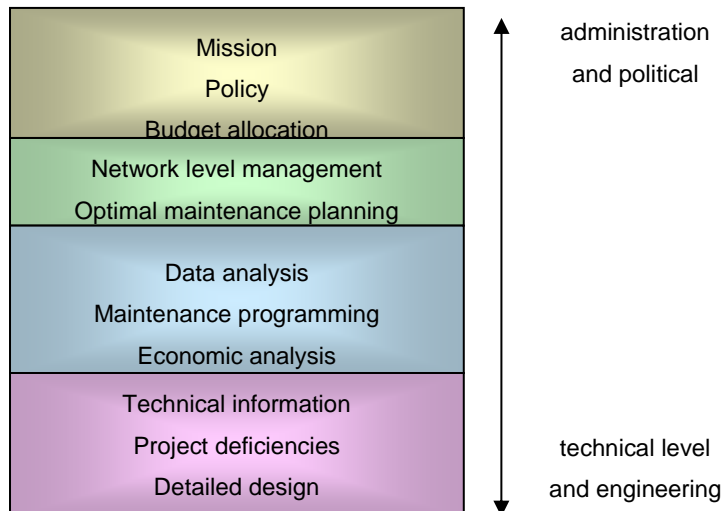 Mission
Policy
Budget allocation
Network level management
Optimal maintenance planning
Data analysis
Maintenance programming
Economic analysis
Technical information
Project deficiencies
Detailed design
administration
and political
technical level
and engineering